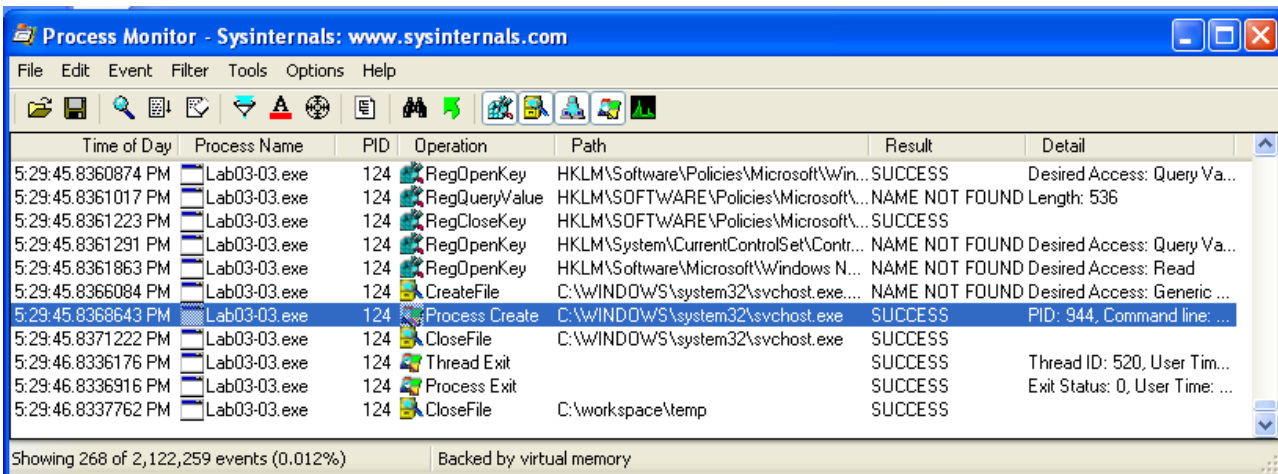 Process Monitor - Sysinternals: www.sysinternals.com
File Edit Event Filter Tools Options Help
Time of Day Process Name PID Operation Path Result Detail
5:29:45.8360874 PM Lab03-03.exe 124 RegOpenKey HKLM\Software\Policies\Microsoft\Win... SUCCESS Desired Access: Query Va...
5:29:45.8361017 PM Lab03-03.exe 124 RegQueryValue HKLM\SOFTWARE\Policies\Microsoft\... NAME NOT FOUND Length: 536
5:29:45.8361223 PM Lab03-03.exe 124 RegCloseKey HKLM\SOFTWARE\Policies\Microsoft\... SUCCESS
5:29:45.8361291 PM Lab03-03.exe 124 RegOpenKey HKLM\System\CurrentControlSet\Contr... NAME NOT FOUND Desired Access: Query Va...
5:29:45.8361863 PM Lab03-03.exe 124 RegOpenKey HKLM\Software\Microsoft\Windows N... NAME NOT FOUND Desired Access: Read
5:29:45.8366084 PM Lab03-03.exe 124 CreateFile C:\WINDOWS\system32\svchost.exe.... NAME NOT FOUND Desired Access: Generic ...
5:29:45.8368643 PM Lab03-03.exe 124 Process Create C:\WINDOWS\system32\svchost.exe SUCCESS PID: 944, Command line: ...
5:29:45.8371222 PM Lab03-03.exe 124 CloseFile C:\WINDOWS\system32\svchost.exe SUCCESS
5:29:46.8336176 PM Lab03-03.exe 124 Thread Exit SUCCESS Thread ID: 520, User Tim...
5:29:46.8336916 PM Lab03-03.exe 124 Process Exit SUCCESS Exit Status: 0, User Time: ...
5:29:46.8337762 PM Lab03-03.exe 124 CloseFile C:\workspace\temp SUCCESS
Showing 268 of 2,122,259 events (0.012%) Backed by virtual memory